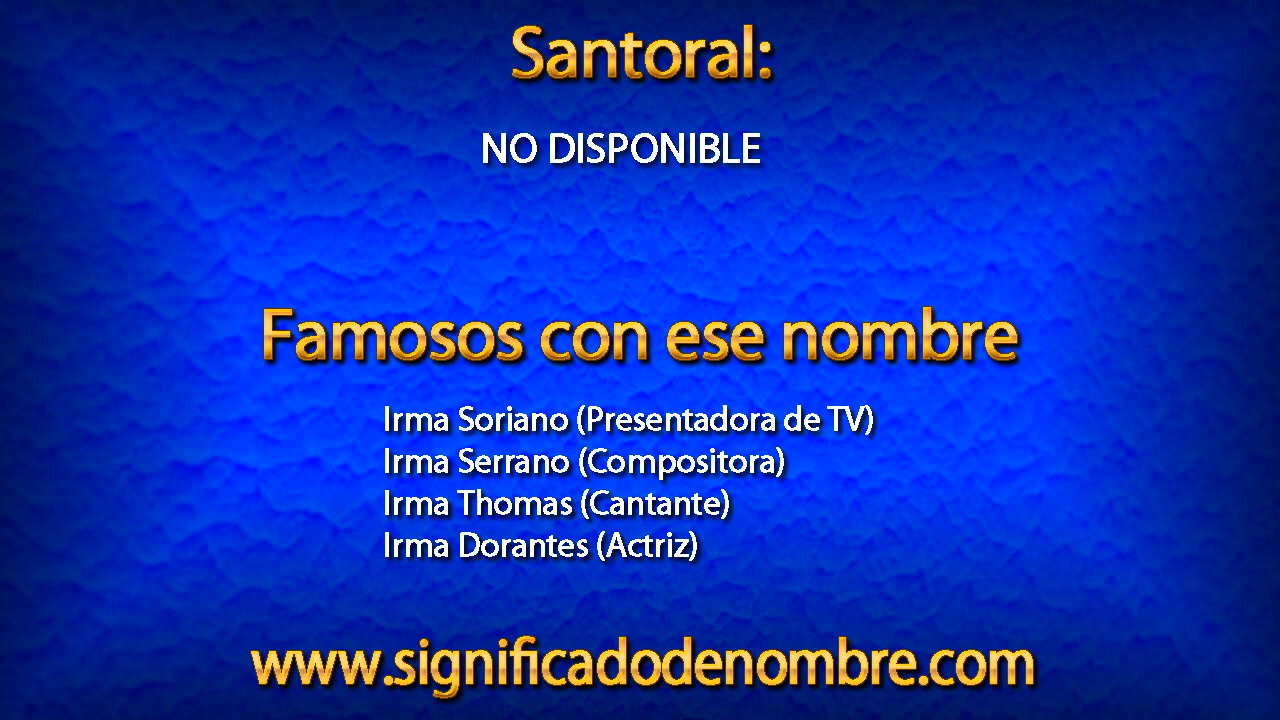 Santoral:
NO DISPONIBLE
Famosos con ese nombre
Irma Soriano (Presentadora de TV)
Irma Serrano (Compositora)
Irma Thomas (Cantante)
Irma Dorantes (Actriz)
www.significadodenombre.com